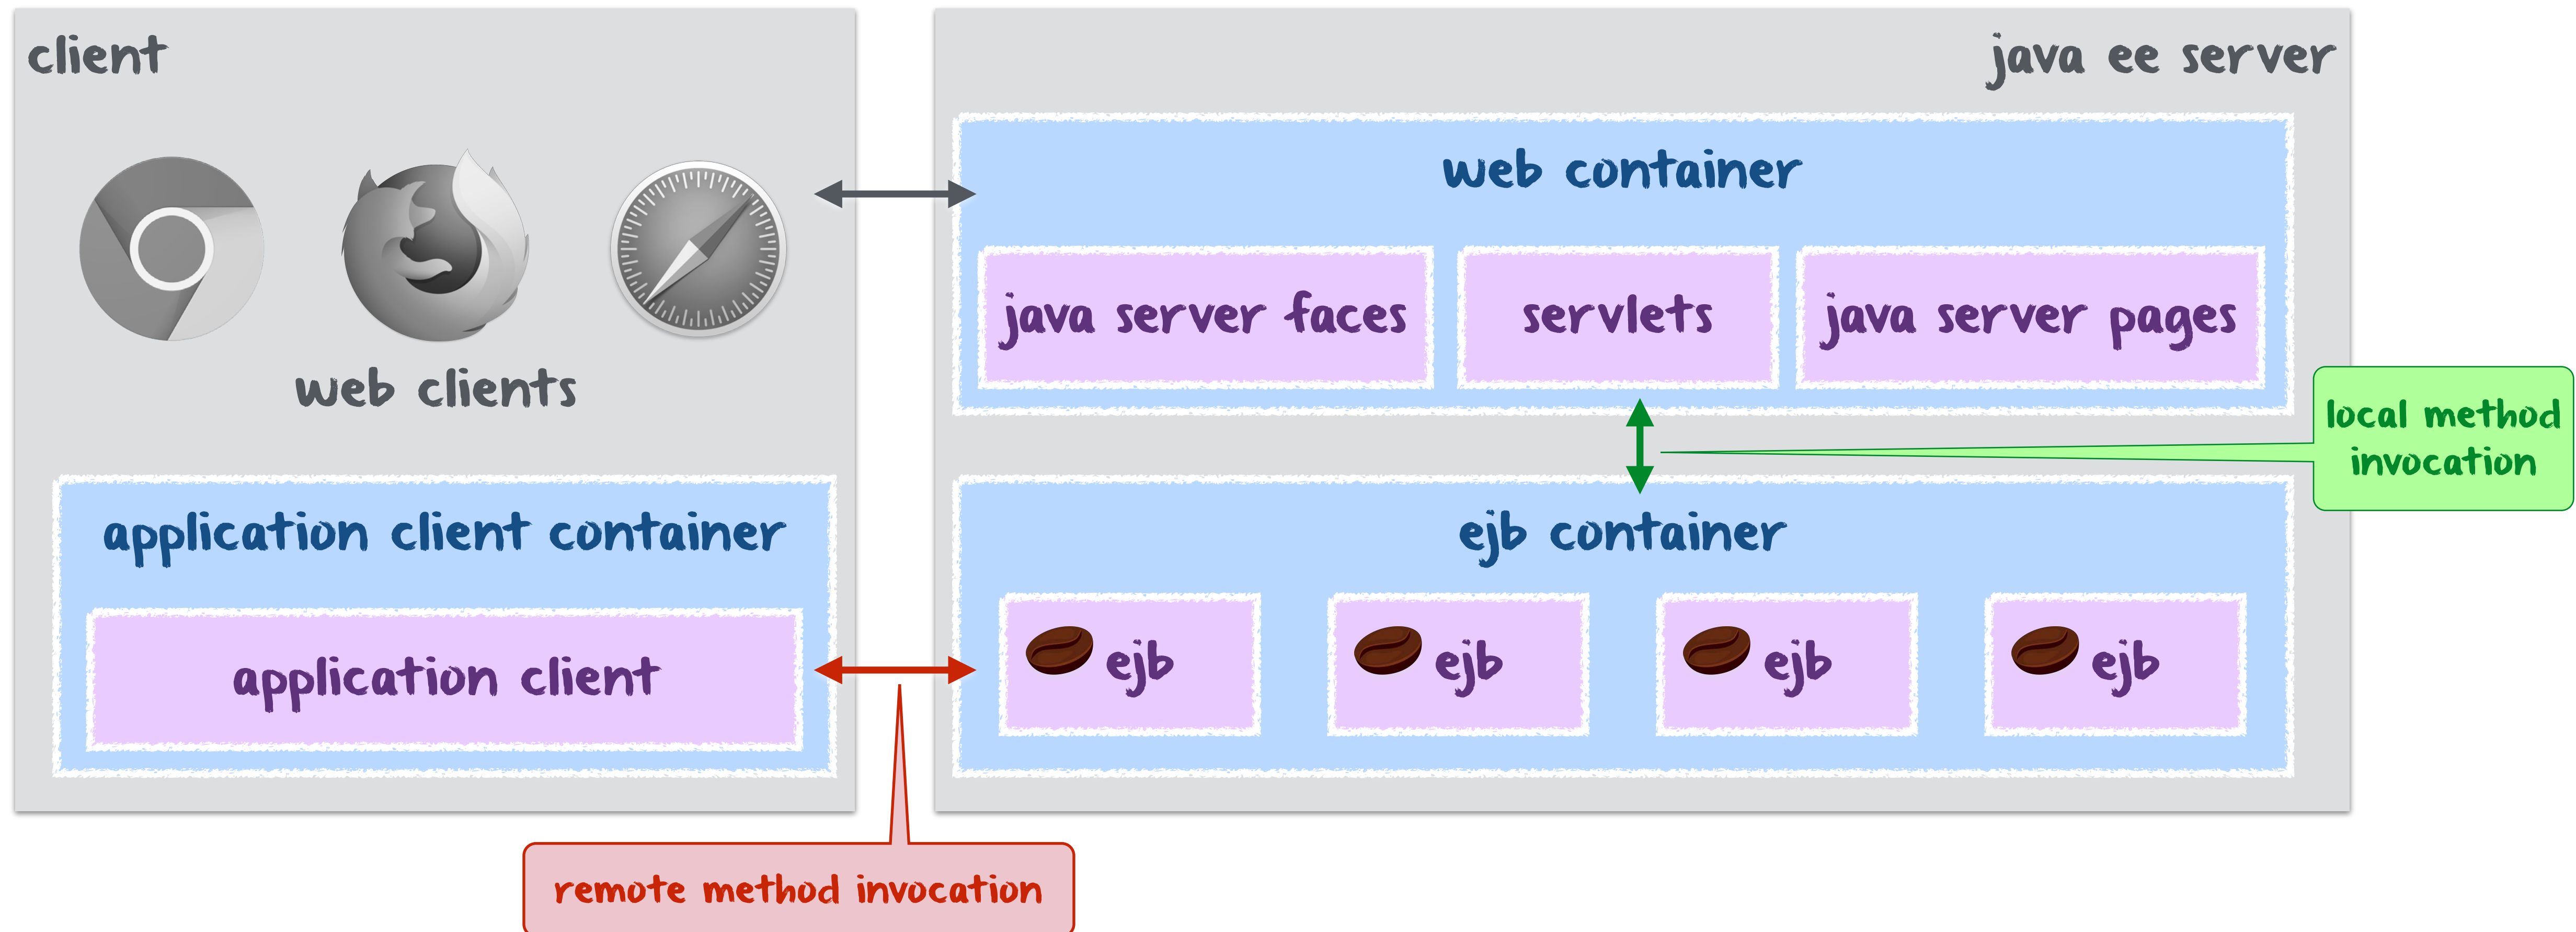 client
java ee server
web container
java server faces
servlets
java server pages
web clients
local method
invocation
application client container
ejb container
application client
ejb
ejb
ejb
ejb
remote method invocation